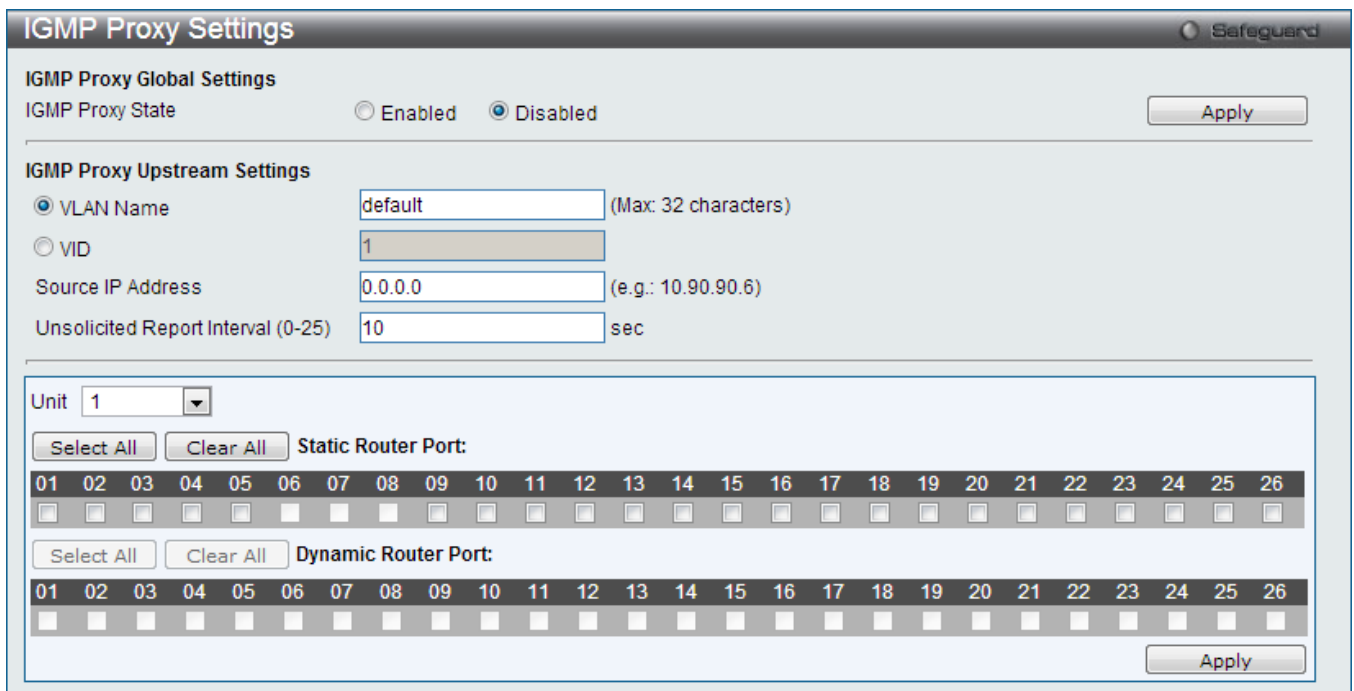 IGMP Proxy Settings
Safeguard
IGMP Proxy Global Settings
IGMP Proxy State Enabled Disabled Apply
IGMP Proxy Upstream Settings
VLAN Name default (Max: 32 characters)
VID 1
Source IP Address 0.0.0.0 (e.g.: 10.90.90.6)
Unsolicited Report Interval (0-25) 10 sec
Unit 1
Select All Clear All Static Router Port:
01 02 03 04 05 06 07 08 09 10 11 12 13 14 15 16 17 18 19 20 21 22 23 24 25 26
Select All Clear All Dynamic Router Port:
01 02 03 04 05 06 07 08 09 10 11 12 13 14 15 16 17 18 19 20 21 22 23 24 25 26
Apply